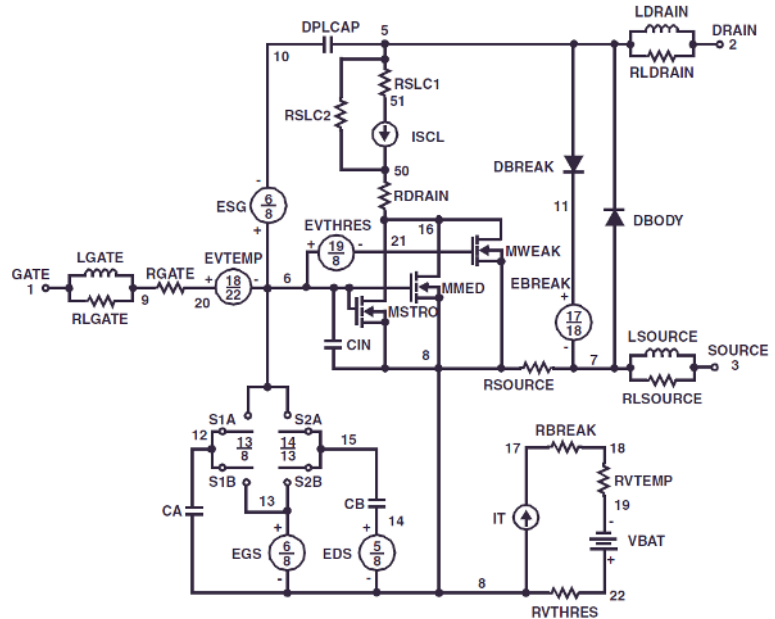 LDRAIN
DPLCAP 5 DRAIN
10 2
RSLC1 RLDRAIN
51
RSLC2
ISCL
50 DBREAK
- RDRAIN
6 8 11
ESG EVTHRES 16 DBODY
+ + 19 8 - 21
MWEAK
LGATE EVTEMP EBREAK +
GATE RGATE + 18 22 - 6 MMED
1 9 20 17 18
RLGATE MSTRO - LSOURCE
CIN 8 7 SOURCE
3
RSOURCE RLSOURCE
S1A S2A RBREAK
12 13 8 14 13 15 17 18
S1B S2B RVTEMP
13 CB 19
CA IT -
+ + 14 VBAT
EGS 6 8 EDS 5 8 +
- - 8 22
RVTHRES